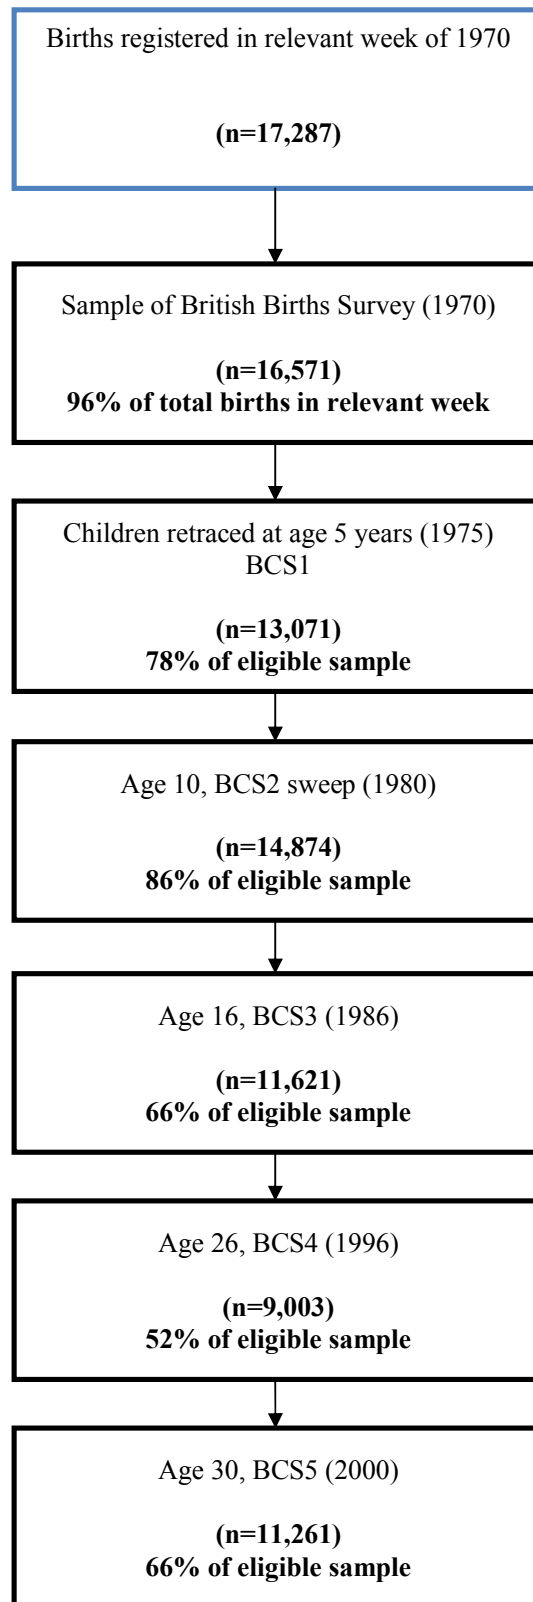 Births registered in relevant week of 1970
(n=17,287)
Sample of British Births Survey (1970)
(n=16,571)
96% of total births in relevant week
Children retraced at age 5 years (1975)
BCS1
(n=13,071)
78% of eligible sample
Age 10, BCS2 sweep (1980)
(n=14,874)
86% of eligible sample
Age 16, BCS3 (1986)
(n=11,621)
66% of eligible sample
Age 26, BCS4 (1996)
(n=9,003)
52% of eligible sample
Age 30, BCS5 (2000)
(n=11,261)
66% of eligible sample